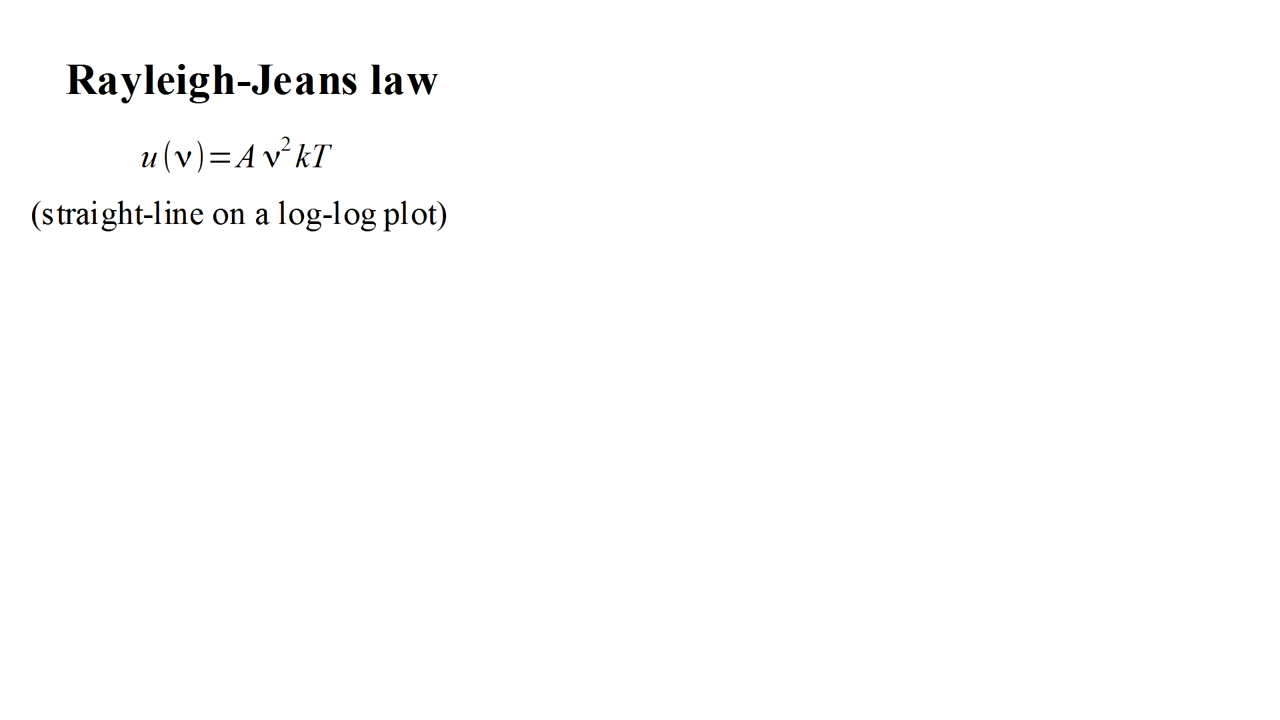 Rayleigh-Jeans law
u(ν)=A ν² kT
(straight-line on a log-log plot)